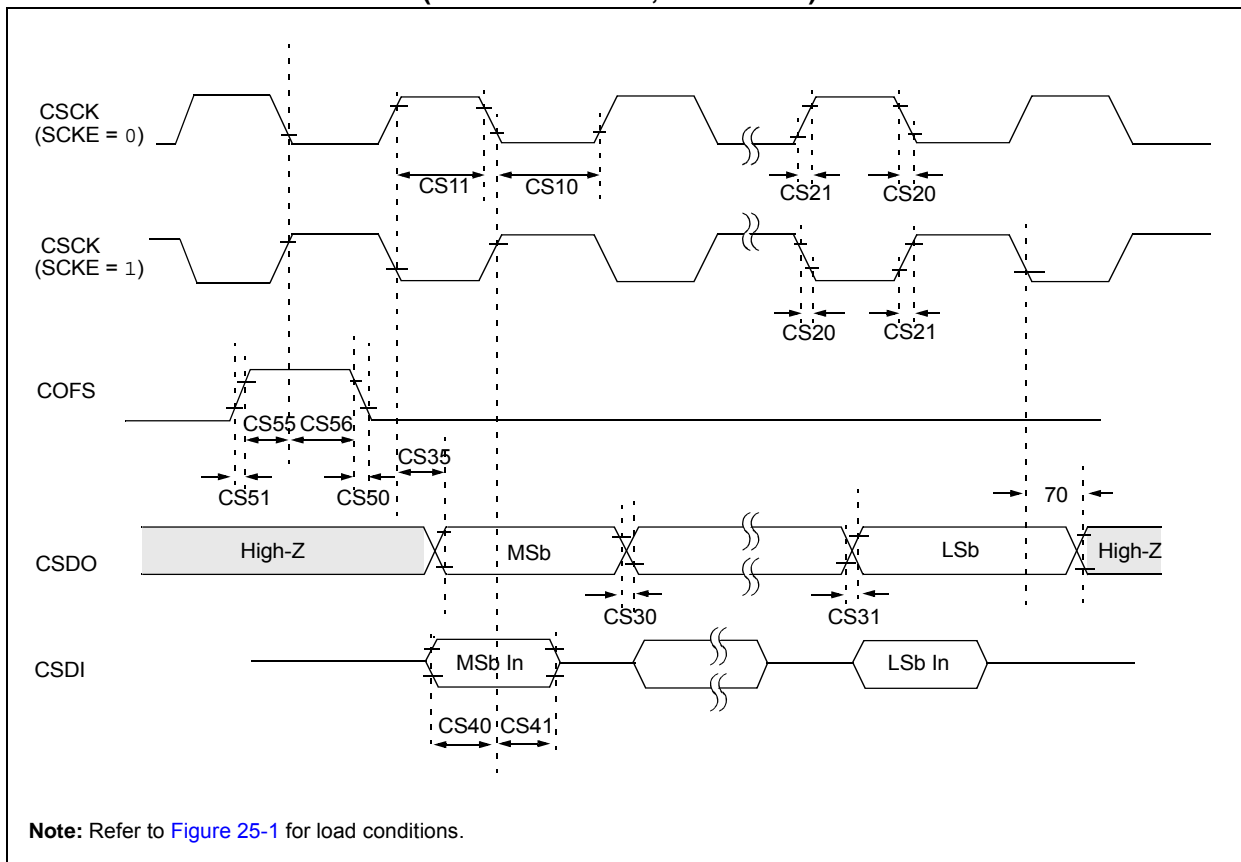 CSCK
(SCKE = 0)
CS11
CS10
CS21
CS20
CSCK
(SCKE = 1)
CS20
CS21
COFS
CS55
CS56
CS35
CS51
CS50
70
CSDO
High-Z
MSb
LSb
High-Z
CS30
CS31
CSDI
MSb In
LSb In
CS40
CS41
Note: Refer to Figure 25-1 for load conditions.